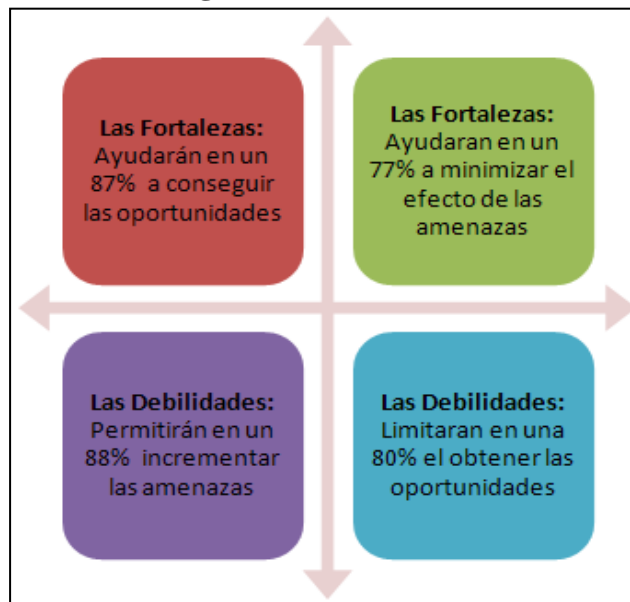 Las Fortalezas:
Ayudarán en un
87% a conseguir
las oportunidades
Las Fortalezas:
Ayudaran en un
77% a minimizar el
efecto de las
amenazas
Las Debilidades:
Permitirán en un
88% incrementar
las amenazas
Las Debilidades:
Limitaran en una
80% el obtener las
oportunidades